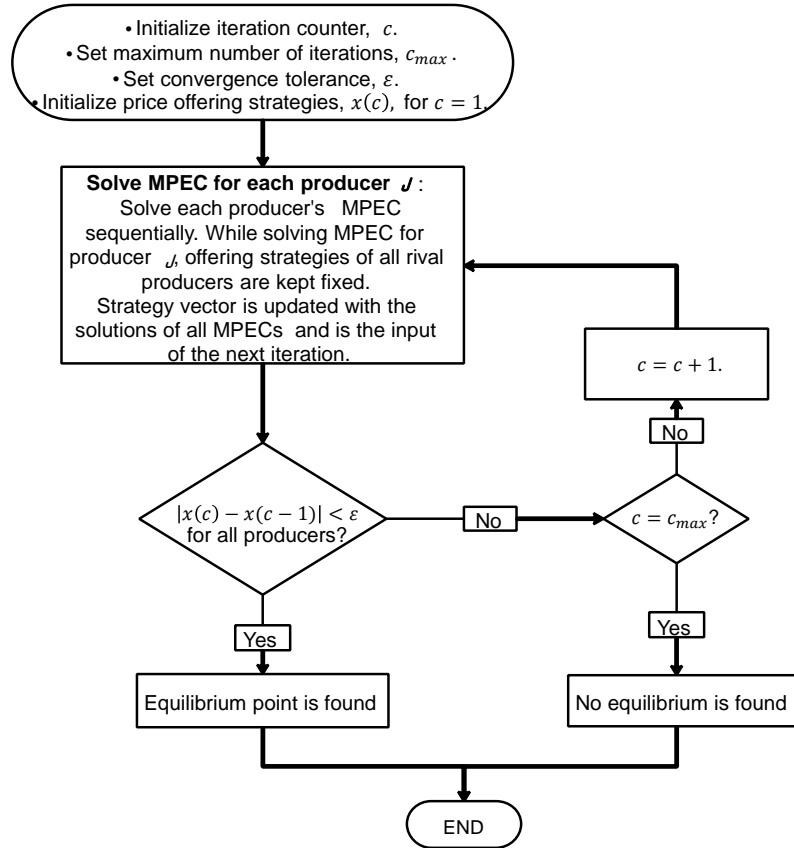 •Initialize iteration counter, c.
•Set maximum number of iterations, c_max.
•Set convergence tolerance, ε.
•Initialize price offering strategies, x(c), for c = 1.
Solve MPEC for each producer J :
Solve each producer's MPEC
sequentially. While solving MPEC for
producer J, offering strategies of all rival
producers are kept fixed.
Strategy vector is updated with the
solutions of all MPECs and is the input
of the next iteration.
c = c + 1.
No
|x(c) − x(c − 1)| < ε
for all producers?
No
c = c_max?
Yes
Yes
Equilibrium point is found
No equilibrium is found
END